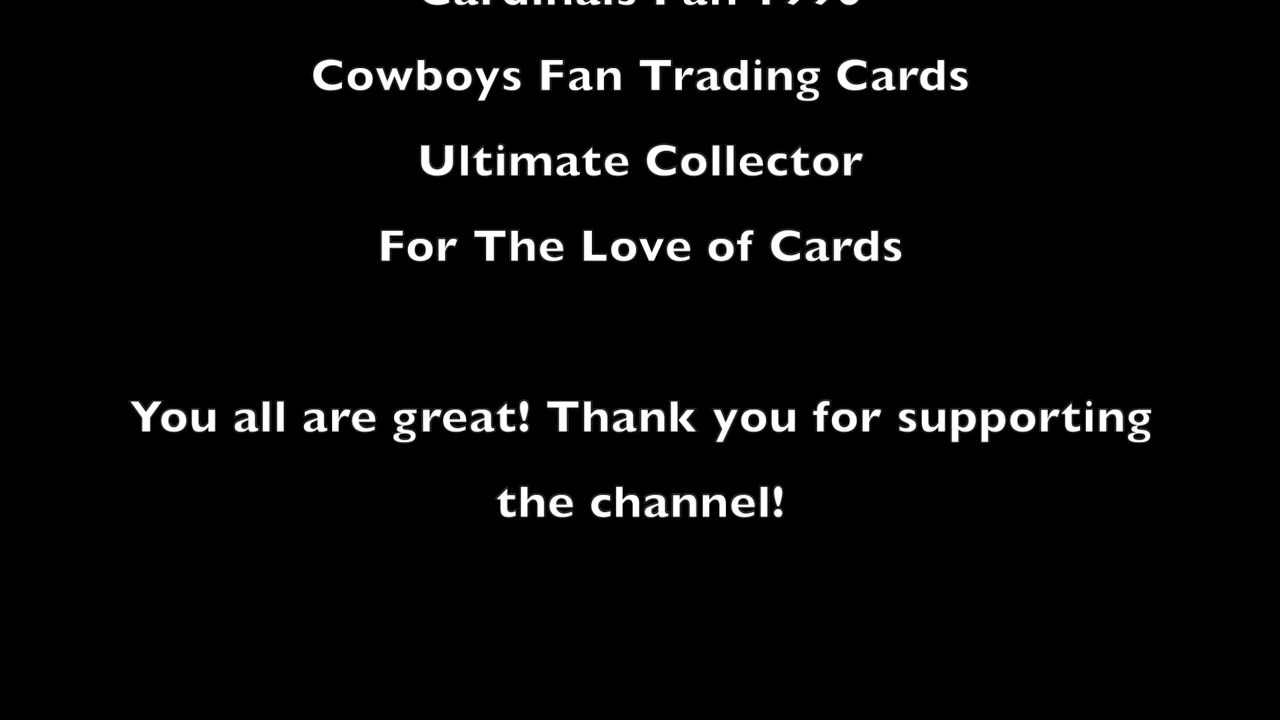 Cardinals Fan 1990
Cowboys Fan Trading Cards
Ultimate Collector
For The Love of Cards
You all are great! Thank you for supporting
the channel!